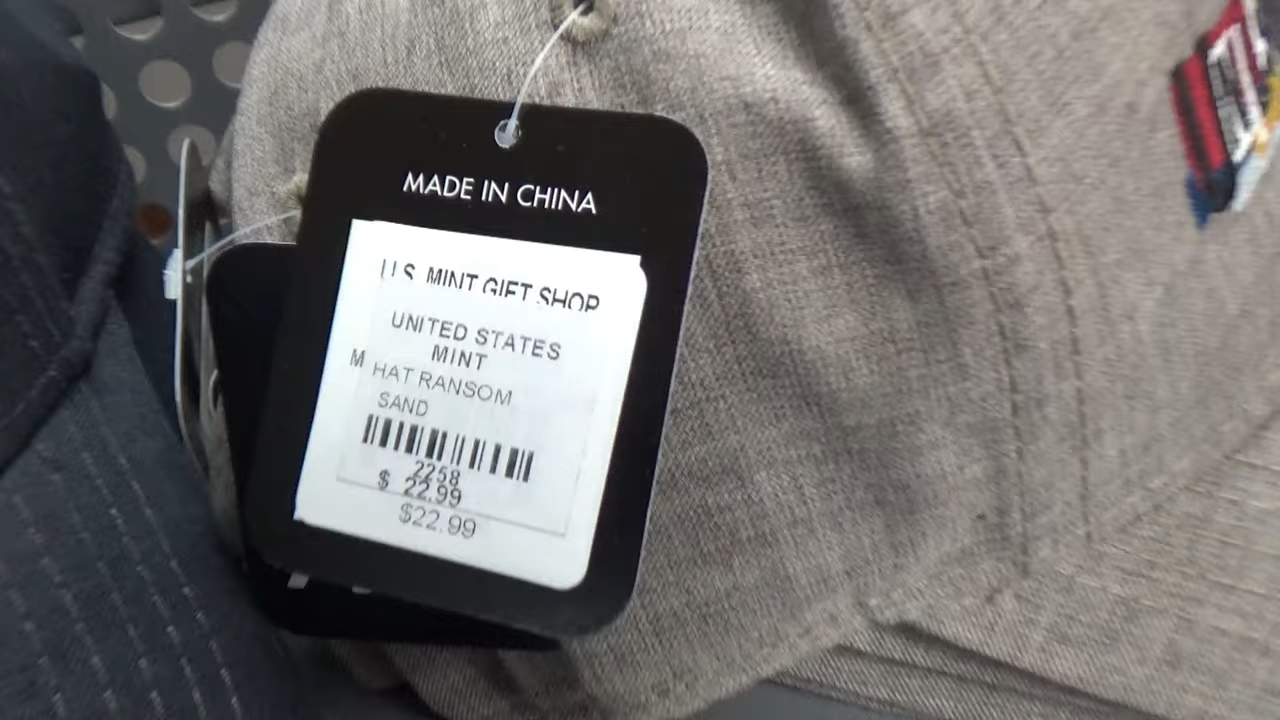 MADE IN CHINA
U.S. MINT GIFT SHOP
UNITED STATES
MINT
M HAT RANSOM
SAND
2258
$ 22.99
$22.99